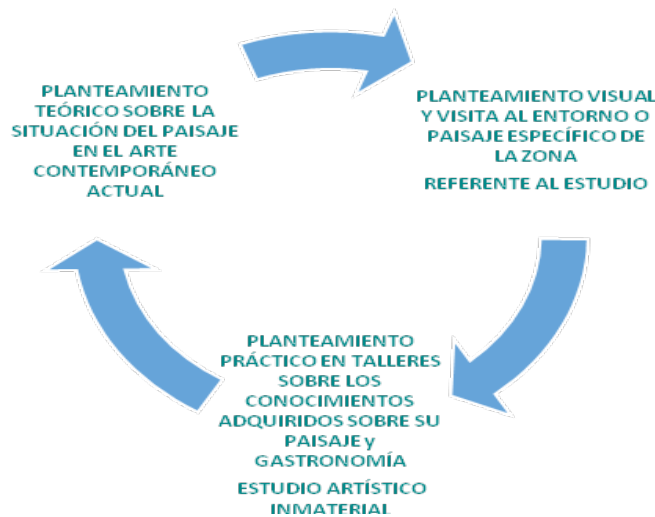 PLANTEAMIENTO
TEÓRICO SOBRE LA
SITUACIÓN DEL PAISAJE
EN EL ARTE
CONTEMPORÁNEO
ACTUAL
PLANTEAMIENTO VISUAL
Y VISITA AL ENTORNO O
PAISAJE ESPECÍFICO DE
LA ZONA
REFERENTE AL ESTUDIO
PLANTEAMIENTO
PRÁCTICO EN TALLERES
SOBRE LOS
CONOCIMIENTOS
ADQUIRIDOS SOBRE SU
PAISAJE y
GASTRONOMÍA
ESTUDIO ARTÍSTICO
INMATERIAL